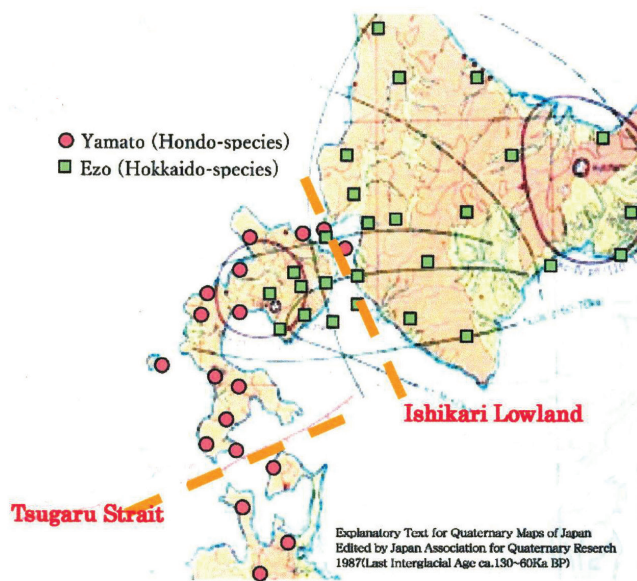 Yamato (Hondo-species)
Ezo (Hokkaido-species)
Ishikari Lowland
Tsugaru Strait
Explanatory Text for Quaternary Maps of Japan
Edited by Japan Association for Quaternary Reserch
1987(Last Interglacial Age ca.130~60Ka BP)